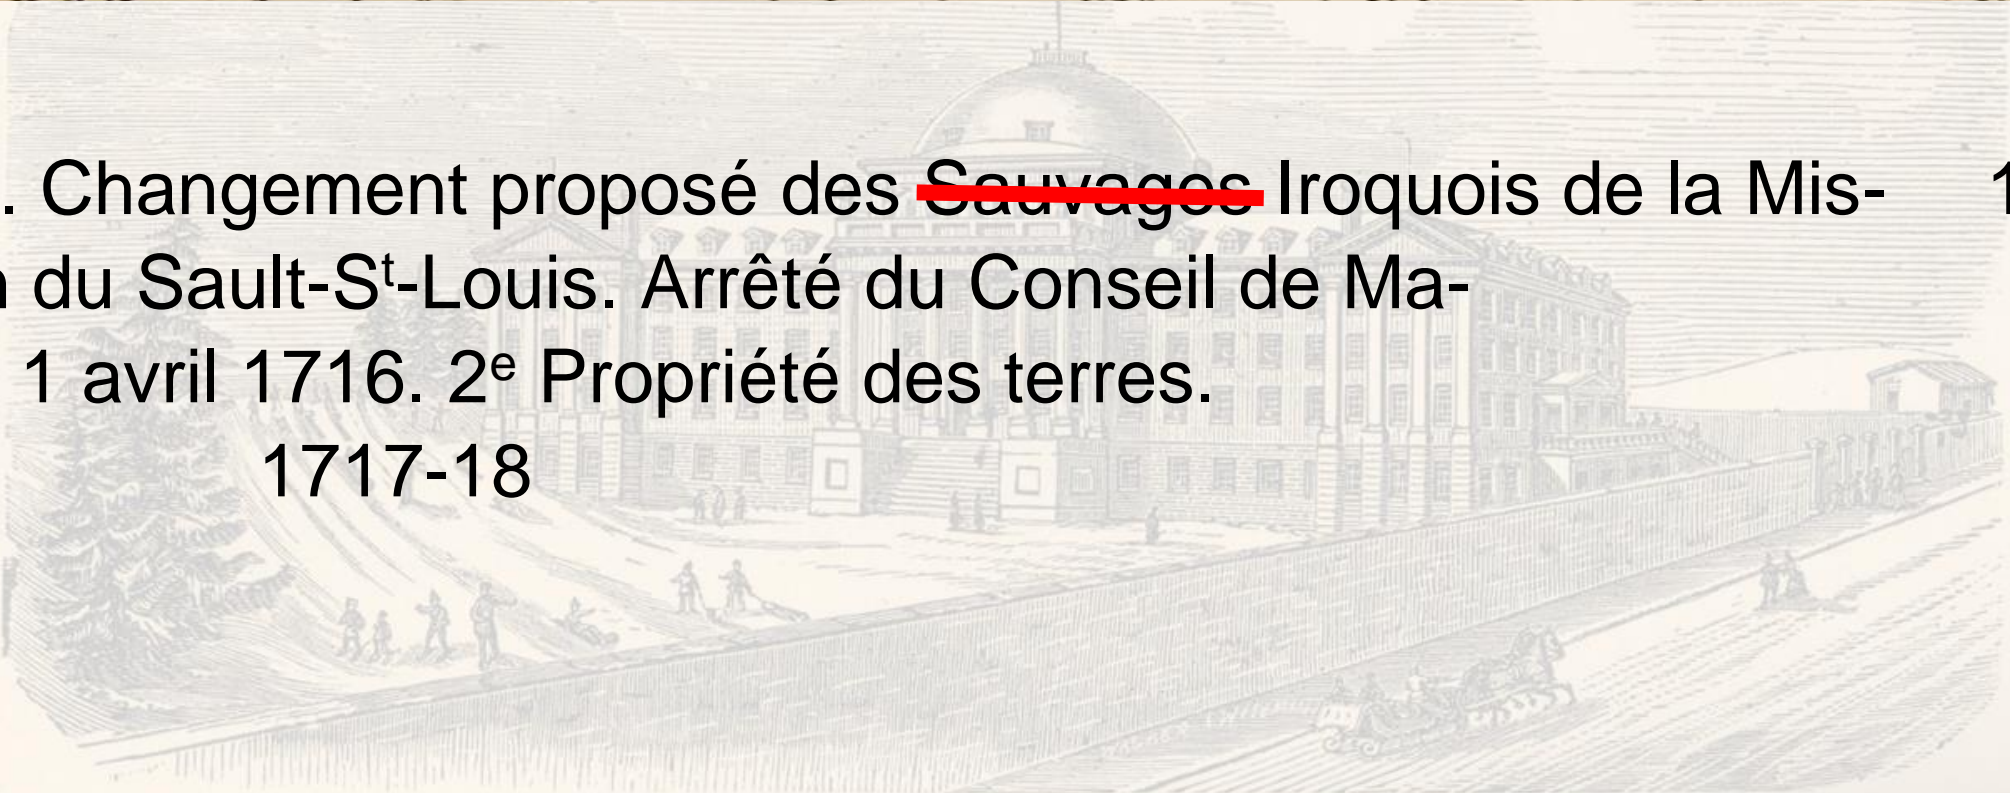 . Changement proposé des Sauvages Iroquois de la Mis- 1
n du Sault-Sᵗ-Louis. Arrêté du Conseil de Ma-
1 avril 1716. 2ᵉ Propriété des terres.
1717-18